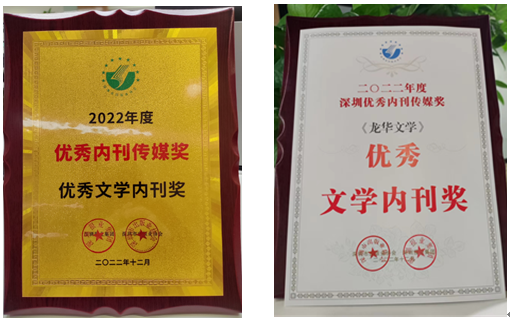 2022年度
优秀内刊传媒奖
优秀文学内刊奖
二〇二二年十二月
二〇二二年度
深圳优秀内刊传媒奖
《龙华文学》
优秀
文学内刊奖